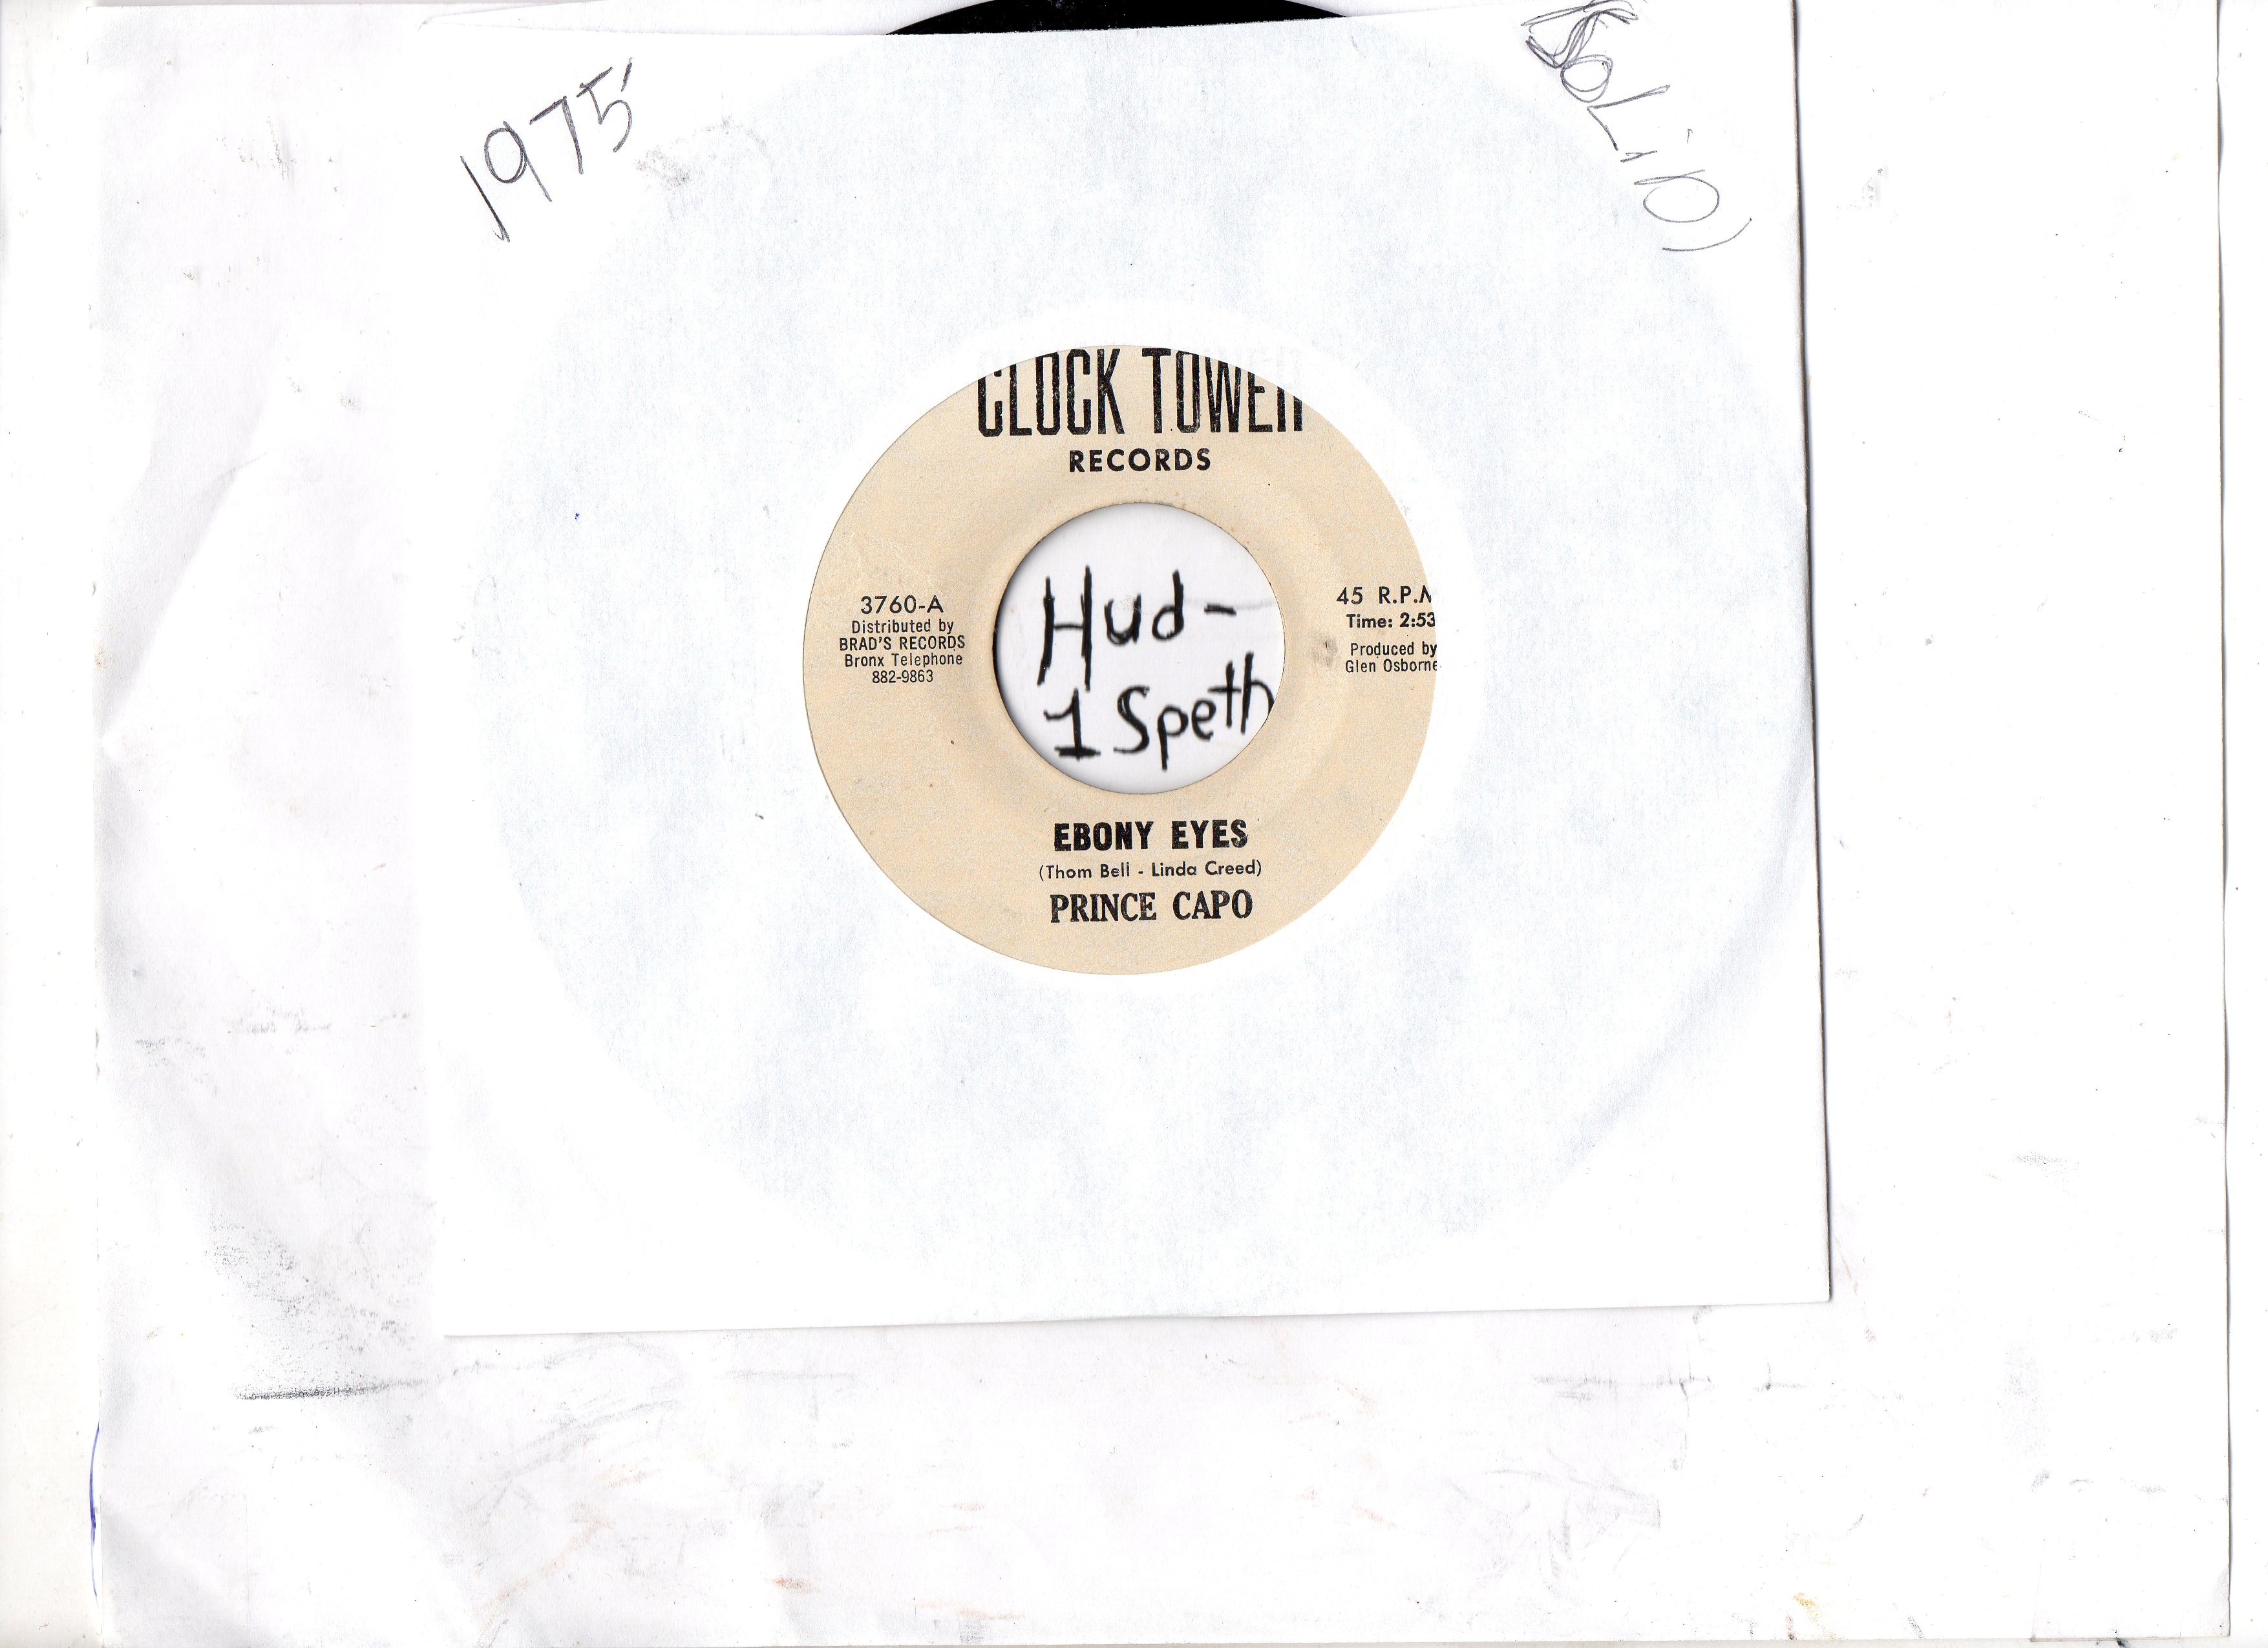 1975
CLOCK TOWER
RECORDS
3760-A
Distributed by
BRAD'S RECORDS
Bronx Telephone
882-9863
Hud-
1 Speth
45 R.P.M
Time: 2:53
Produced by
Glen Osborne
EBONY EYES
(Thom Bell - Linda Creed)
PRINCE CAPO